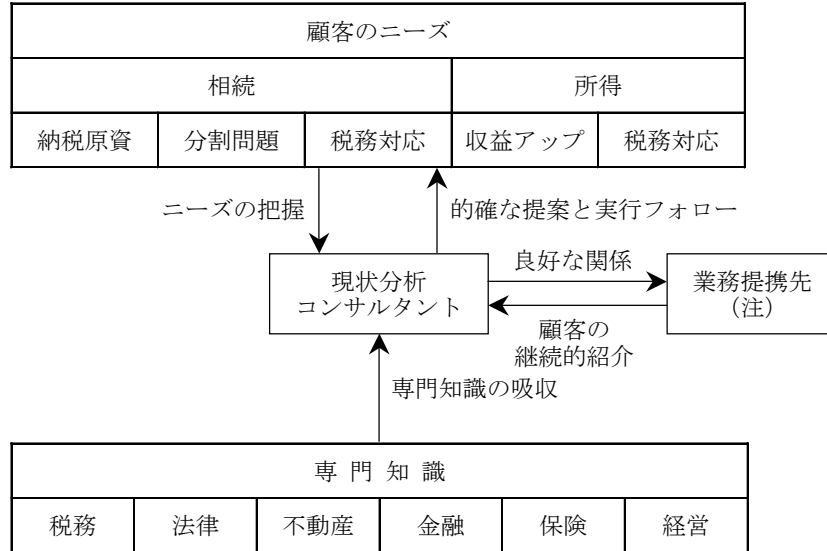 顧客のニーズ
相続
所得
納税原資
分割問題
税務対応
収益アップ
税務対応
ニーズの把握
的確な提案と実行フォロー
現状分析
コンサルタント
良好な関係
業務提携先
（注）
顧客の
継続的紹介
専門知識の吸収
専 門 知 識
税務
法律
不動産
金融
保険
経営